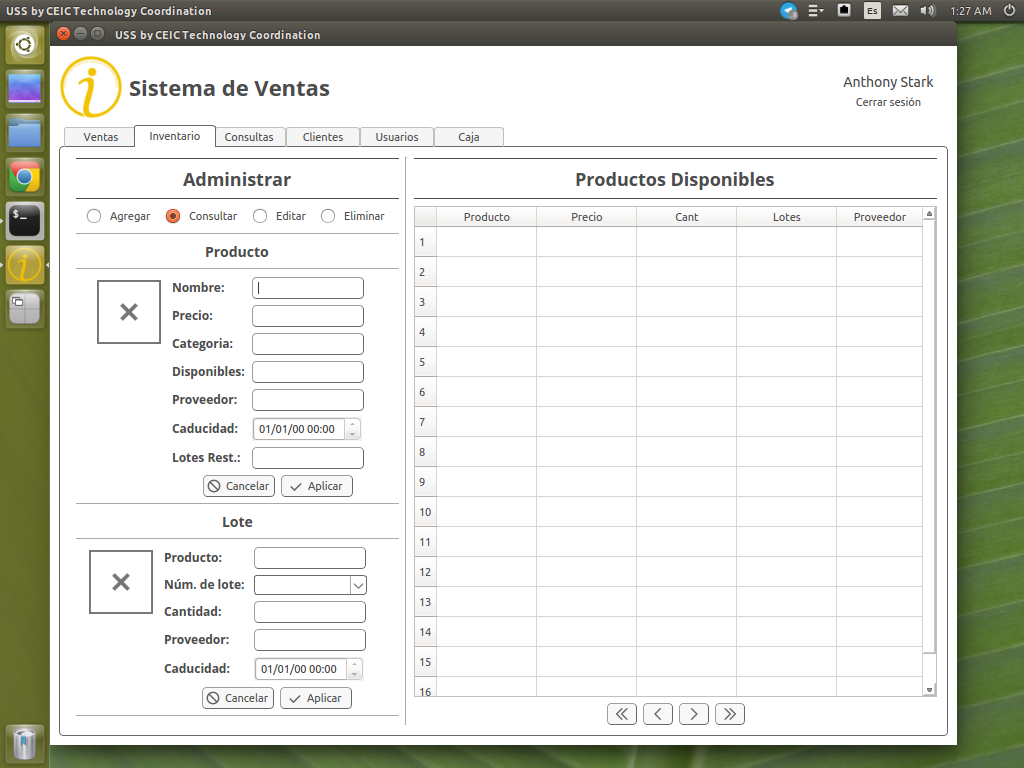 USS by CEIC Technology Coordination
Es
1:27 AM
USS by CEIC Technology Coordination
i
Sistema de Ventas
Anthony Stark
Cerrar sesión
Ventas Inventario Consultas Clientes Usuarios Caja
Administrar
Agregar Consultar Editar Eliminar
Producto
Nombre:
Precio:
Categoria:
Disponibles:
Proveedor:
Caducidad: 01/01/00 00:00
Lotes Rest.:
Cancelar Aplicar
Lote
Producto:
Núm. de lote:
Cantidad:
Proveedor:
Caducidad: 01/01/00 00:00
Cancelar Aplicar
Productos Disponibles
Producto Precio Cant Lotes Proveedor
1
2
3
4
5
6
7
8
9
10
11
12
13
14
15
16